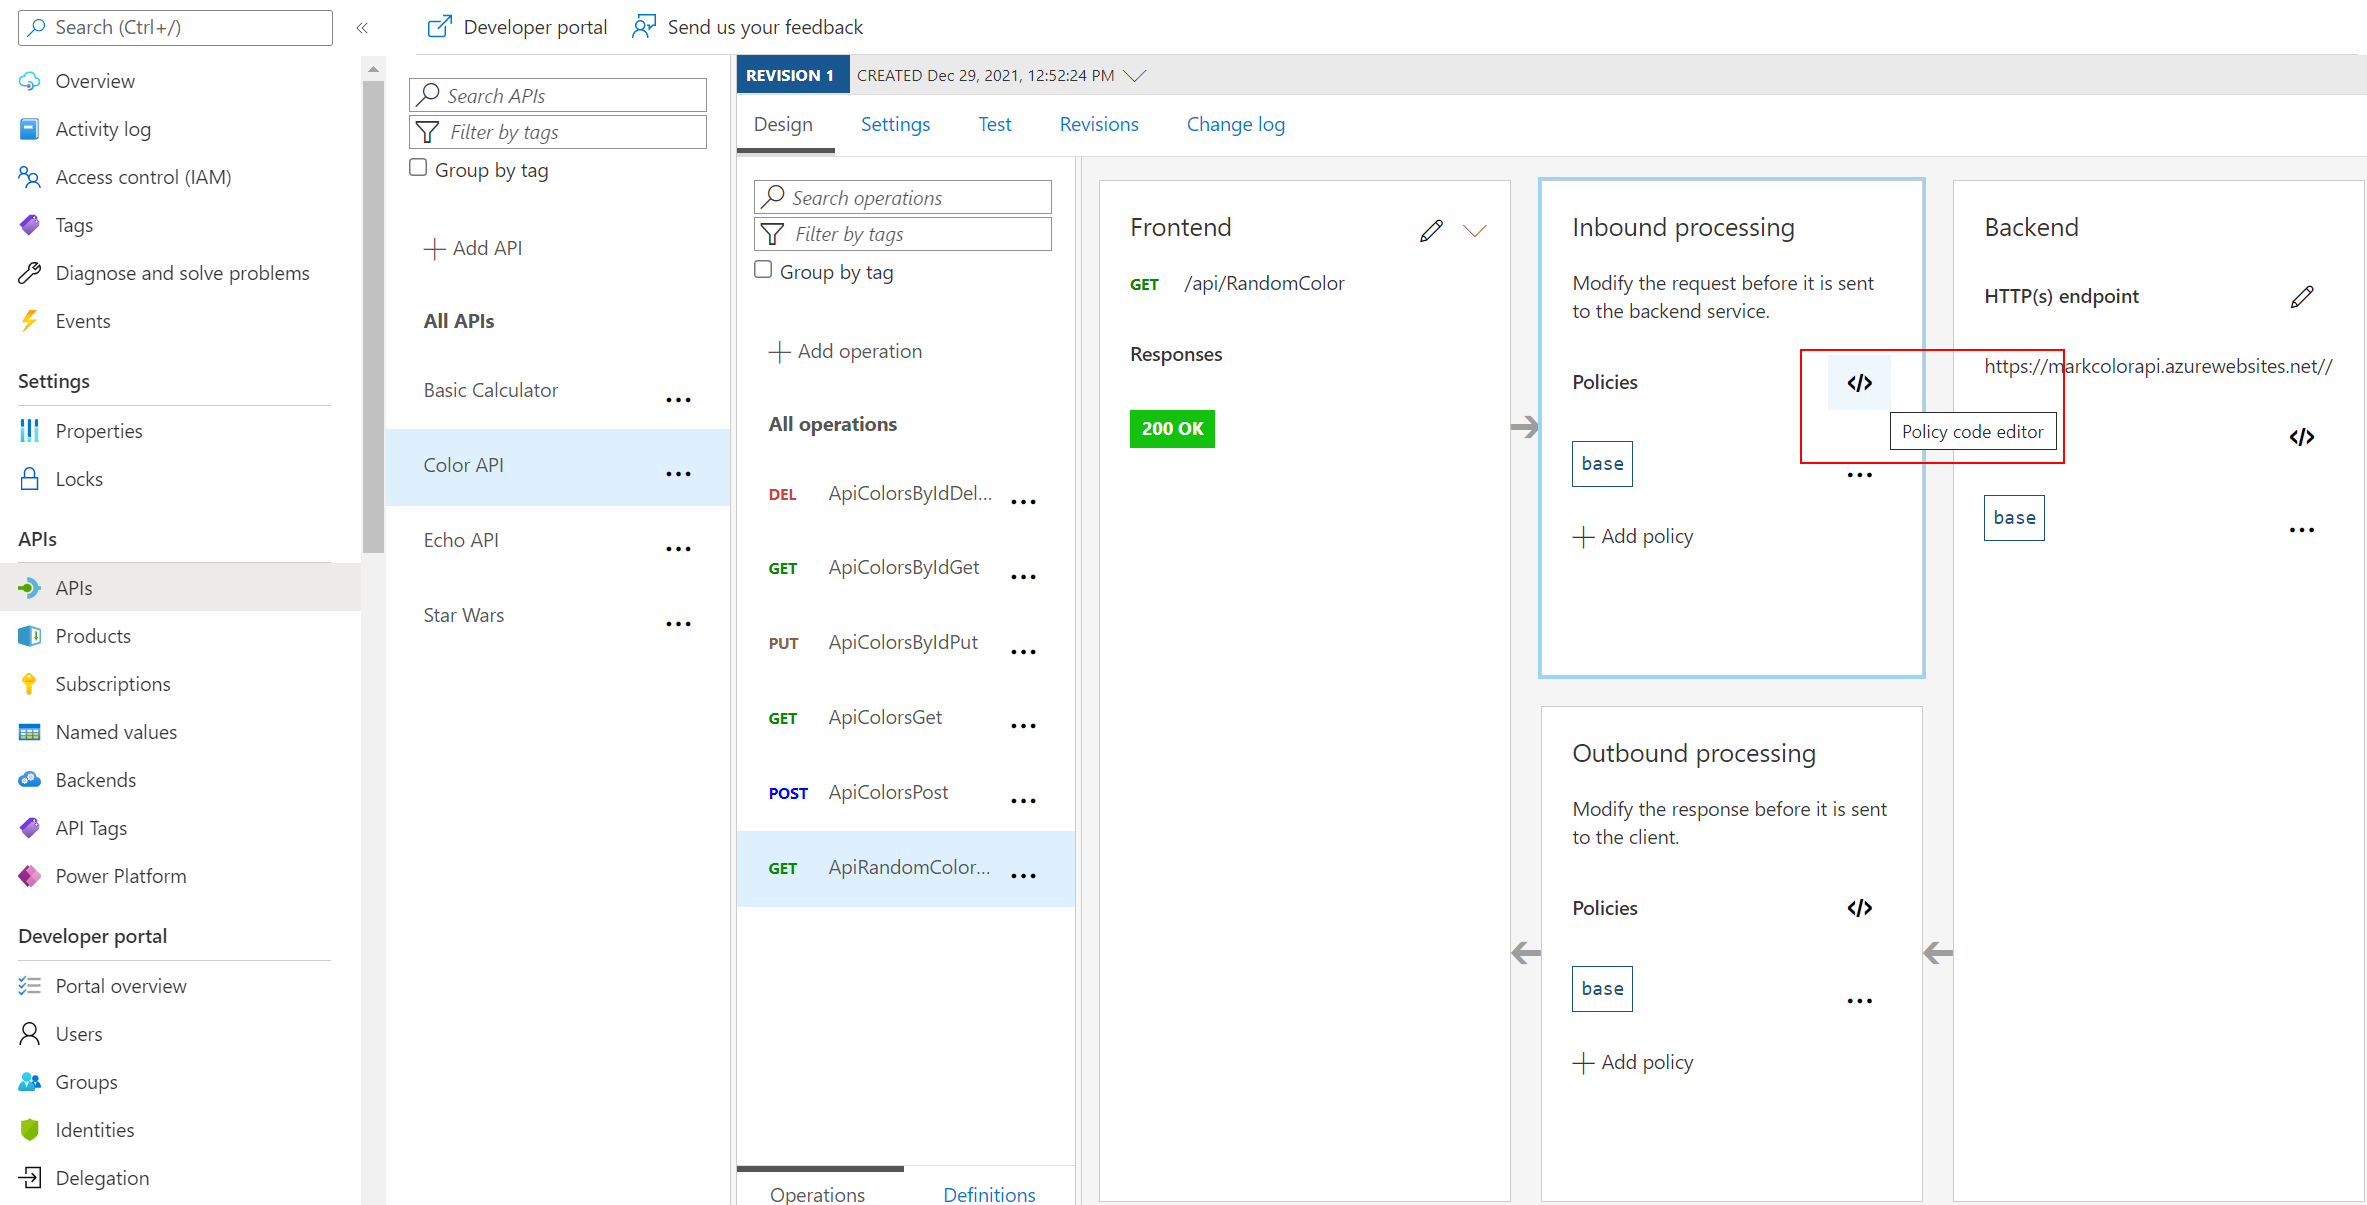 Search (Ctrl+/)
«
Developer portal
Send us your feedback
Overview
Activity log
Access control (IAM)
Tags
Diagnose and solve problems
Events
Settings
Properties
Locks
APIs
APIs
Products
Subscriptions
Named values
Backends
API Tags
Power Platform
Developer portal
Portal overview
Users
Groups
Identities
Delegation
Search APIs
Filter by tags
Group by tag
Add API
All APIs
Basic Calculator
...
Color API
...
Echo API
...
Star Wars
...
REVISION 1
CREATED Dec 29, 2021, 12:52:24 PM
Design
Settings
Test
Revisions
Change log
Search operations
Filter by tags
Group by tag
Add operation
All operations
DEL ApiColorsByIdDel... ...
GET ApiColorsByIdGet ...
PUT ApiColorsByIdPut ...
GET ApiColorsGet ...
POST ApiColorsPost ...
GET ApiRandomColor... ...
Operations
Definitions
Frontend
GET /api/RandomColor
Responses
200 OK
Inbound processing
Modify the request before it is sent
to the backend service.
Policies
</>
Policy code editor
base
...
Add policy
Outbound processing
Modify the response before it is sent
to the client.
Policies
</>
base
...
Add policy
Backend
HTTP(s) endpoint
https://markcolorapi.azurewebsites.net//
</>
base
...